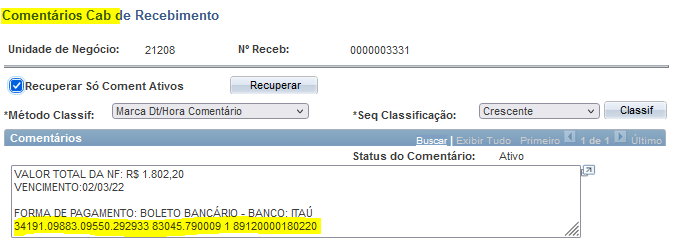 Comentários Cab de Recebimento
Unidade de Negócio: 21208 Nº Receb: 0000003331
Recuperar Só Coment Ativos Recuperar
*Método Classif: Marca Dt/Hora Comentário *Seq Classificação: Crescente Classif
Comentários Buscar | Exibir Tudo Primeiro 1 de 1 Último
Status do Comentário: Ativo
VALOR TOTAL DA NF: R$ 1.802,20
VENCIMENTO:02/03/22
FORMA DE PAGAMENTO: BOLETO BANCÁRIO - BANCO: ITAÚ
34191.09883.09550.292933 83045.790009 1 89120000180220